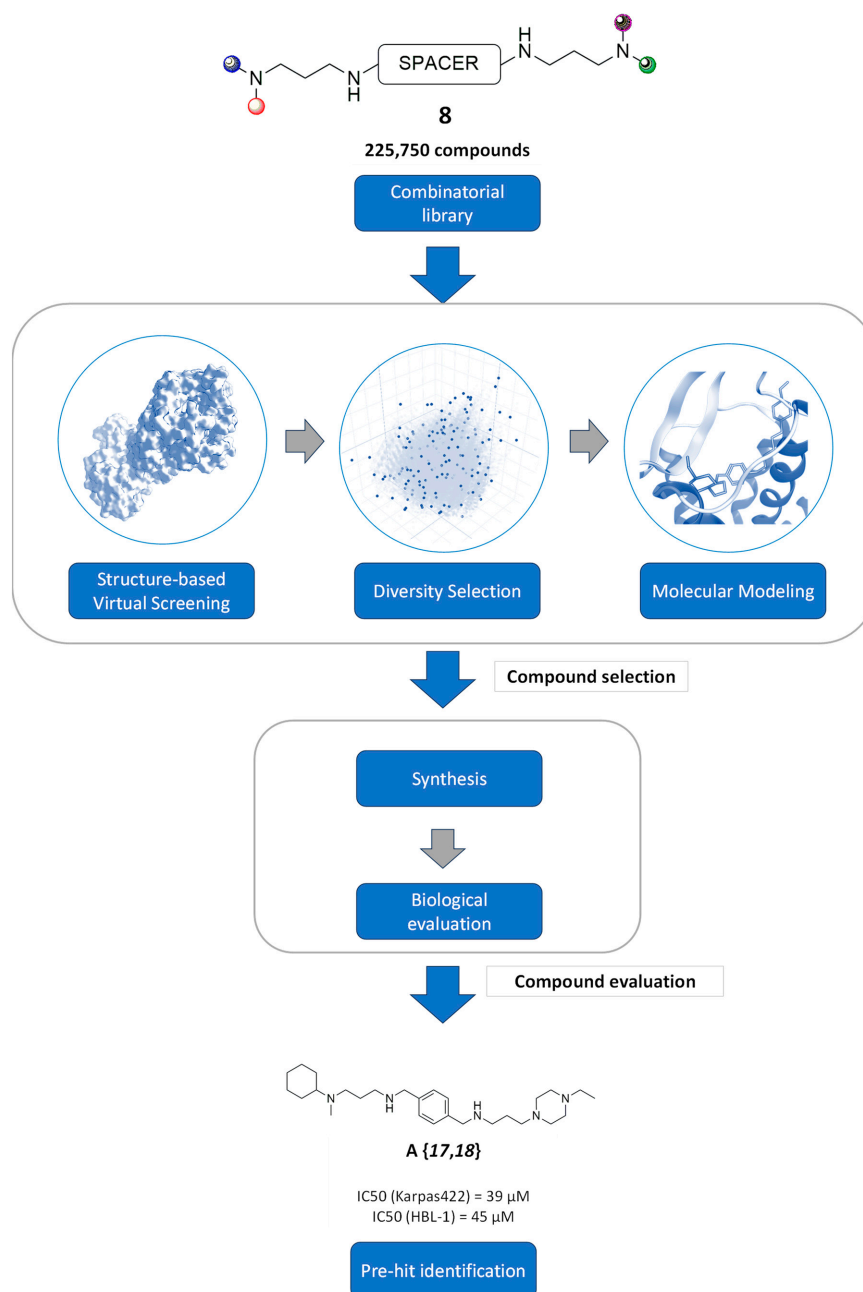 H
N
N
N
H
SPACER
8
225,750 compounds
Combinatorial
library
Structure-based
Virtual Screening
Diversity Selection
Molecular Modeling
Compound selection
Synthesis
Biological
evaluation
Compound evaluation
N
N
H
H
N
N
N
A {17,18}
IC50 (Karpas422) = 39 μM
IC50 (HBL-1) = 45 μM
Pre-hit identification